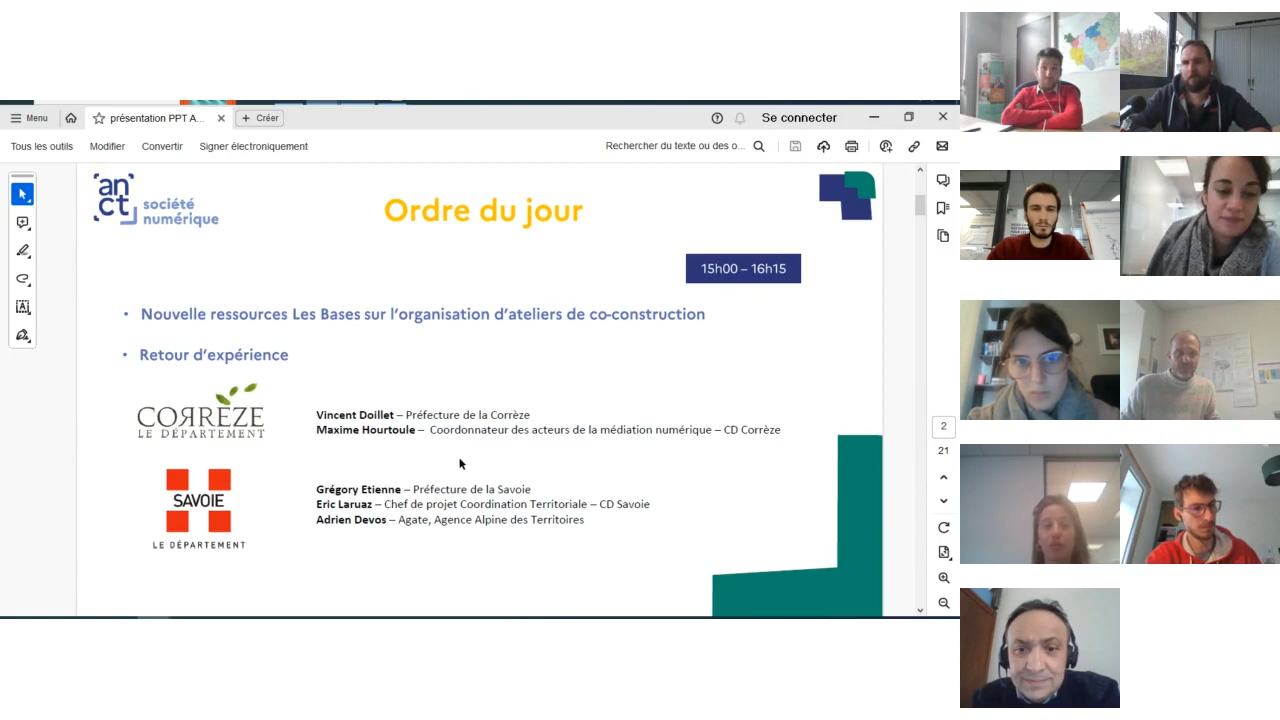 Menu
présentation PPT A...
Créer
Se connecter
Tous les outils
Modifier
Convertir
Signer électroniquement
Rechercher du texte ou des o...
an
ct
société
numérique
Ordre du jour
15h00 – 16h15
• Nouvelle ressources Les Bases sur l'organisation d'ateliers de co-construction
• Retour d'expérience
CORRÈZE
LE DÉPARTEMENT
Vincent Doillet – Préfecture de la Corrèze
Maxime Hourtoule – Coordonnateur des acteurs de la médiation numérique – CD Corrèze
SAVOIE
LE DÉPARTEMENT
Grégory Etienne – Préfecture de la Savoie
Eric Laruaz – Chef de projet Coordination Territoriale – CD Savoie
Adrien Devos – Agate, Agence Alpine des Territoires
2
21